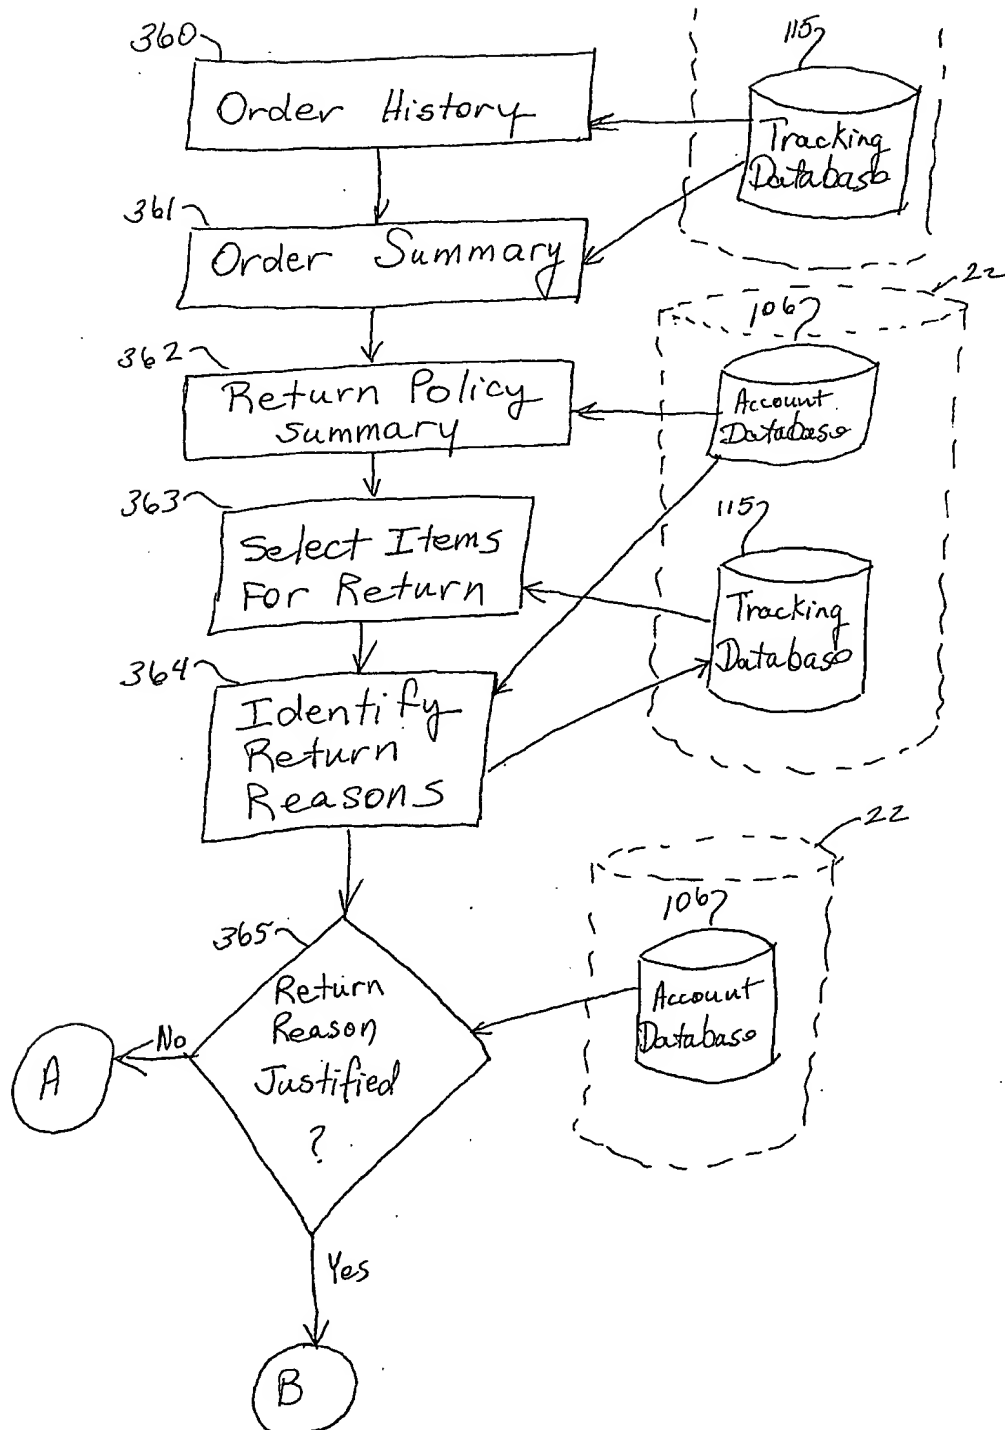 360
Order History
115
Tracking
Database
361
Order Summary
22
106
362
Return Policy
Summary
Account
Database
363
Select Items
For Return
115
Tracking
Database
364
Identify
Return
Reasons
22
106
365
Return
Reason
Justified
?
Account
Database
No
A
Yes
B